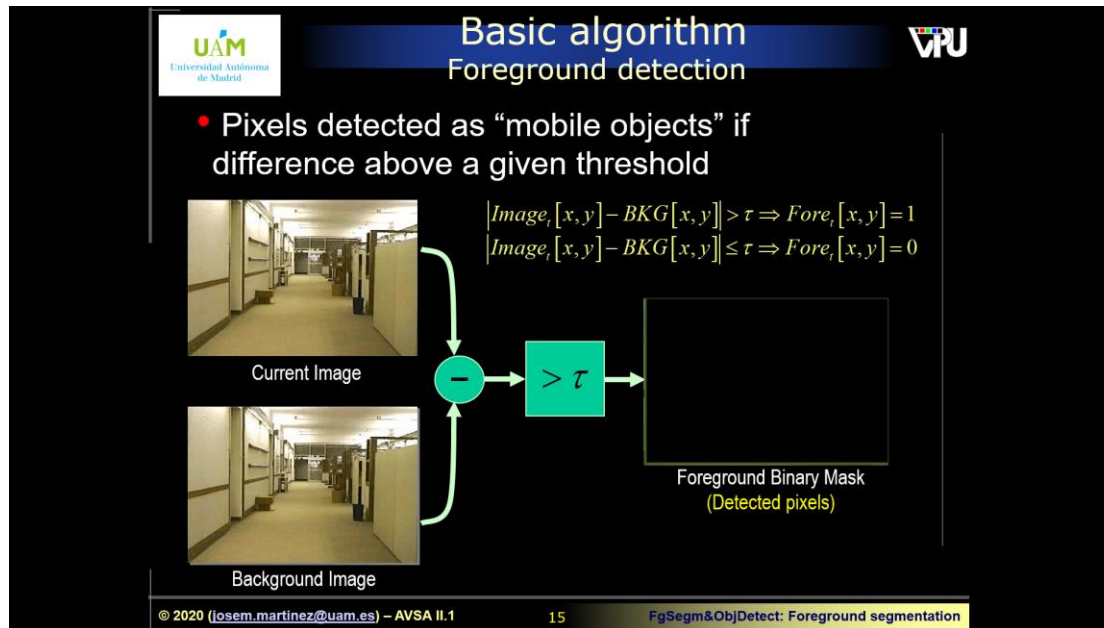 UAM
Universidad Autónoma
de Madrid
Basic algorithm
Foreground detection
VPU
• Pixels detected as “mobile objects” if
difference above a given threshold
|Image_t[x, y] − BKG[x, y]| > τ ⇒ Fore_t[x, y] = 1
|Image_t[x, y] − BKG[x, y]| ≤ τ ⇒ Fore_t[x, y] = 0
Current Image
−
> τ
Foreground Binary Mask
(Detected pixels)
Background Image
© 2020 (josem.martinez@uam.es) – AVSA II.1
15
FgSegm&ObjDetect: Foreground segmentation